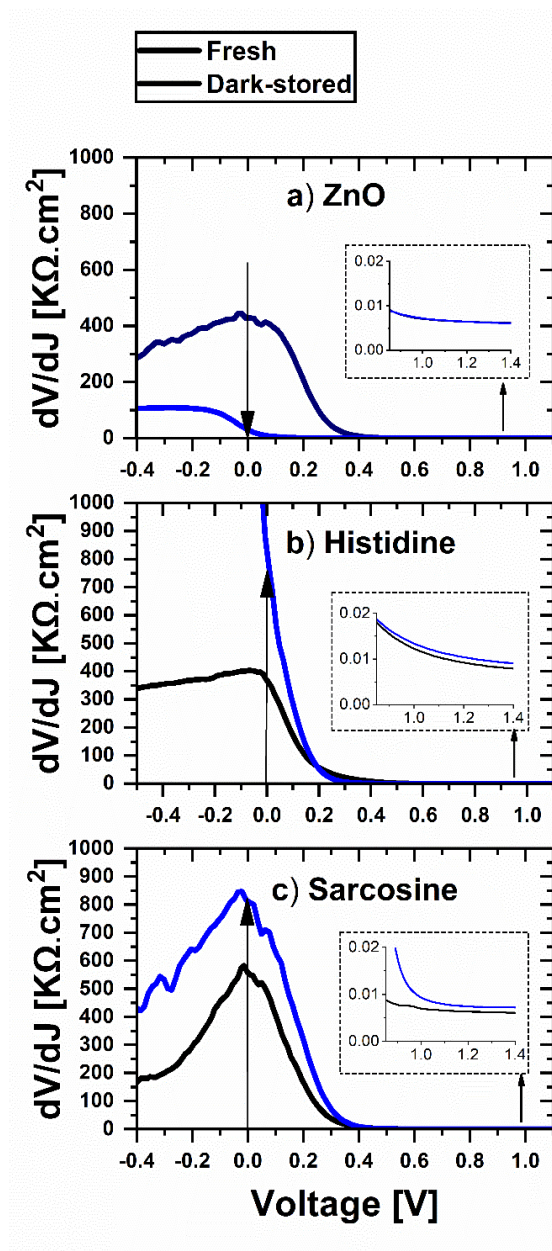 Fresh
Dark-stored
a) ZnO
dV/dJ [KΩ.cm²]
1000
800
600
400
200
0
-0.4 -0.2 0.0 0.2 0.4 0.6 0.8 1.0
0.02
0.01
0.00
1.0 1.2 1.4
b) Histidine
dV/dJ [KΩ.cm²]
1000
900
800
700
600
500
400
300
200
100
0
-0.4 -0.2 0.0 0.2 0.4 0.6 0.8 1.0
0.02
0.01
0.00
1.0 1.2 1.4
c) Sarcosine
dV/dJ [KΩ.cm²]
1000
900
800
700
600
500
400
300
200
100
0
-0.4 -0.2 0.0 0.2 0.4 0.6 0.8 1.0
0.02
0.01
0.00
1.0 1.2 1.4
Voltage [V]